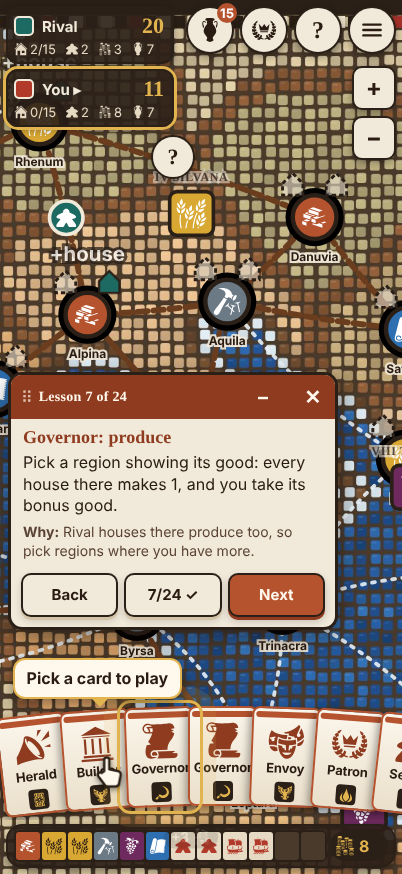 Rival 20
2/15 2 3 7
You ▸ 11
0/15 2 8 7
15
?
+
−
?
Rhenum
IV SILVANA
Danuvia
+house
Alpina
Aquila
Lesson 7 of 24
Governor: produce
Pick a region showing its good: every
house there makes 1, and you take its
bonus good.
Why: Rival houses there produce too, so
pick regions where you have more.
Back
7/24 ✓
Next
Byrsa
Trinacra
Pick a card to play
Herald
Governor
Governor
Envoy
Patron
8